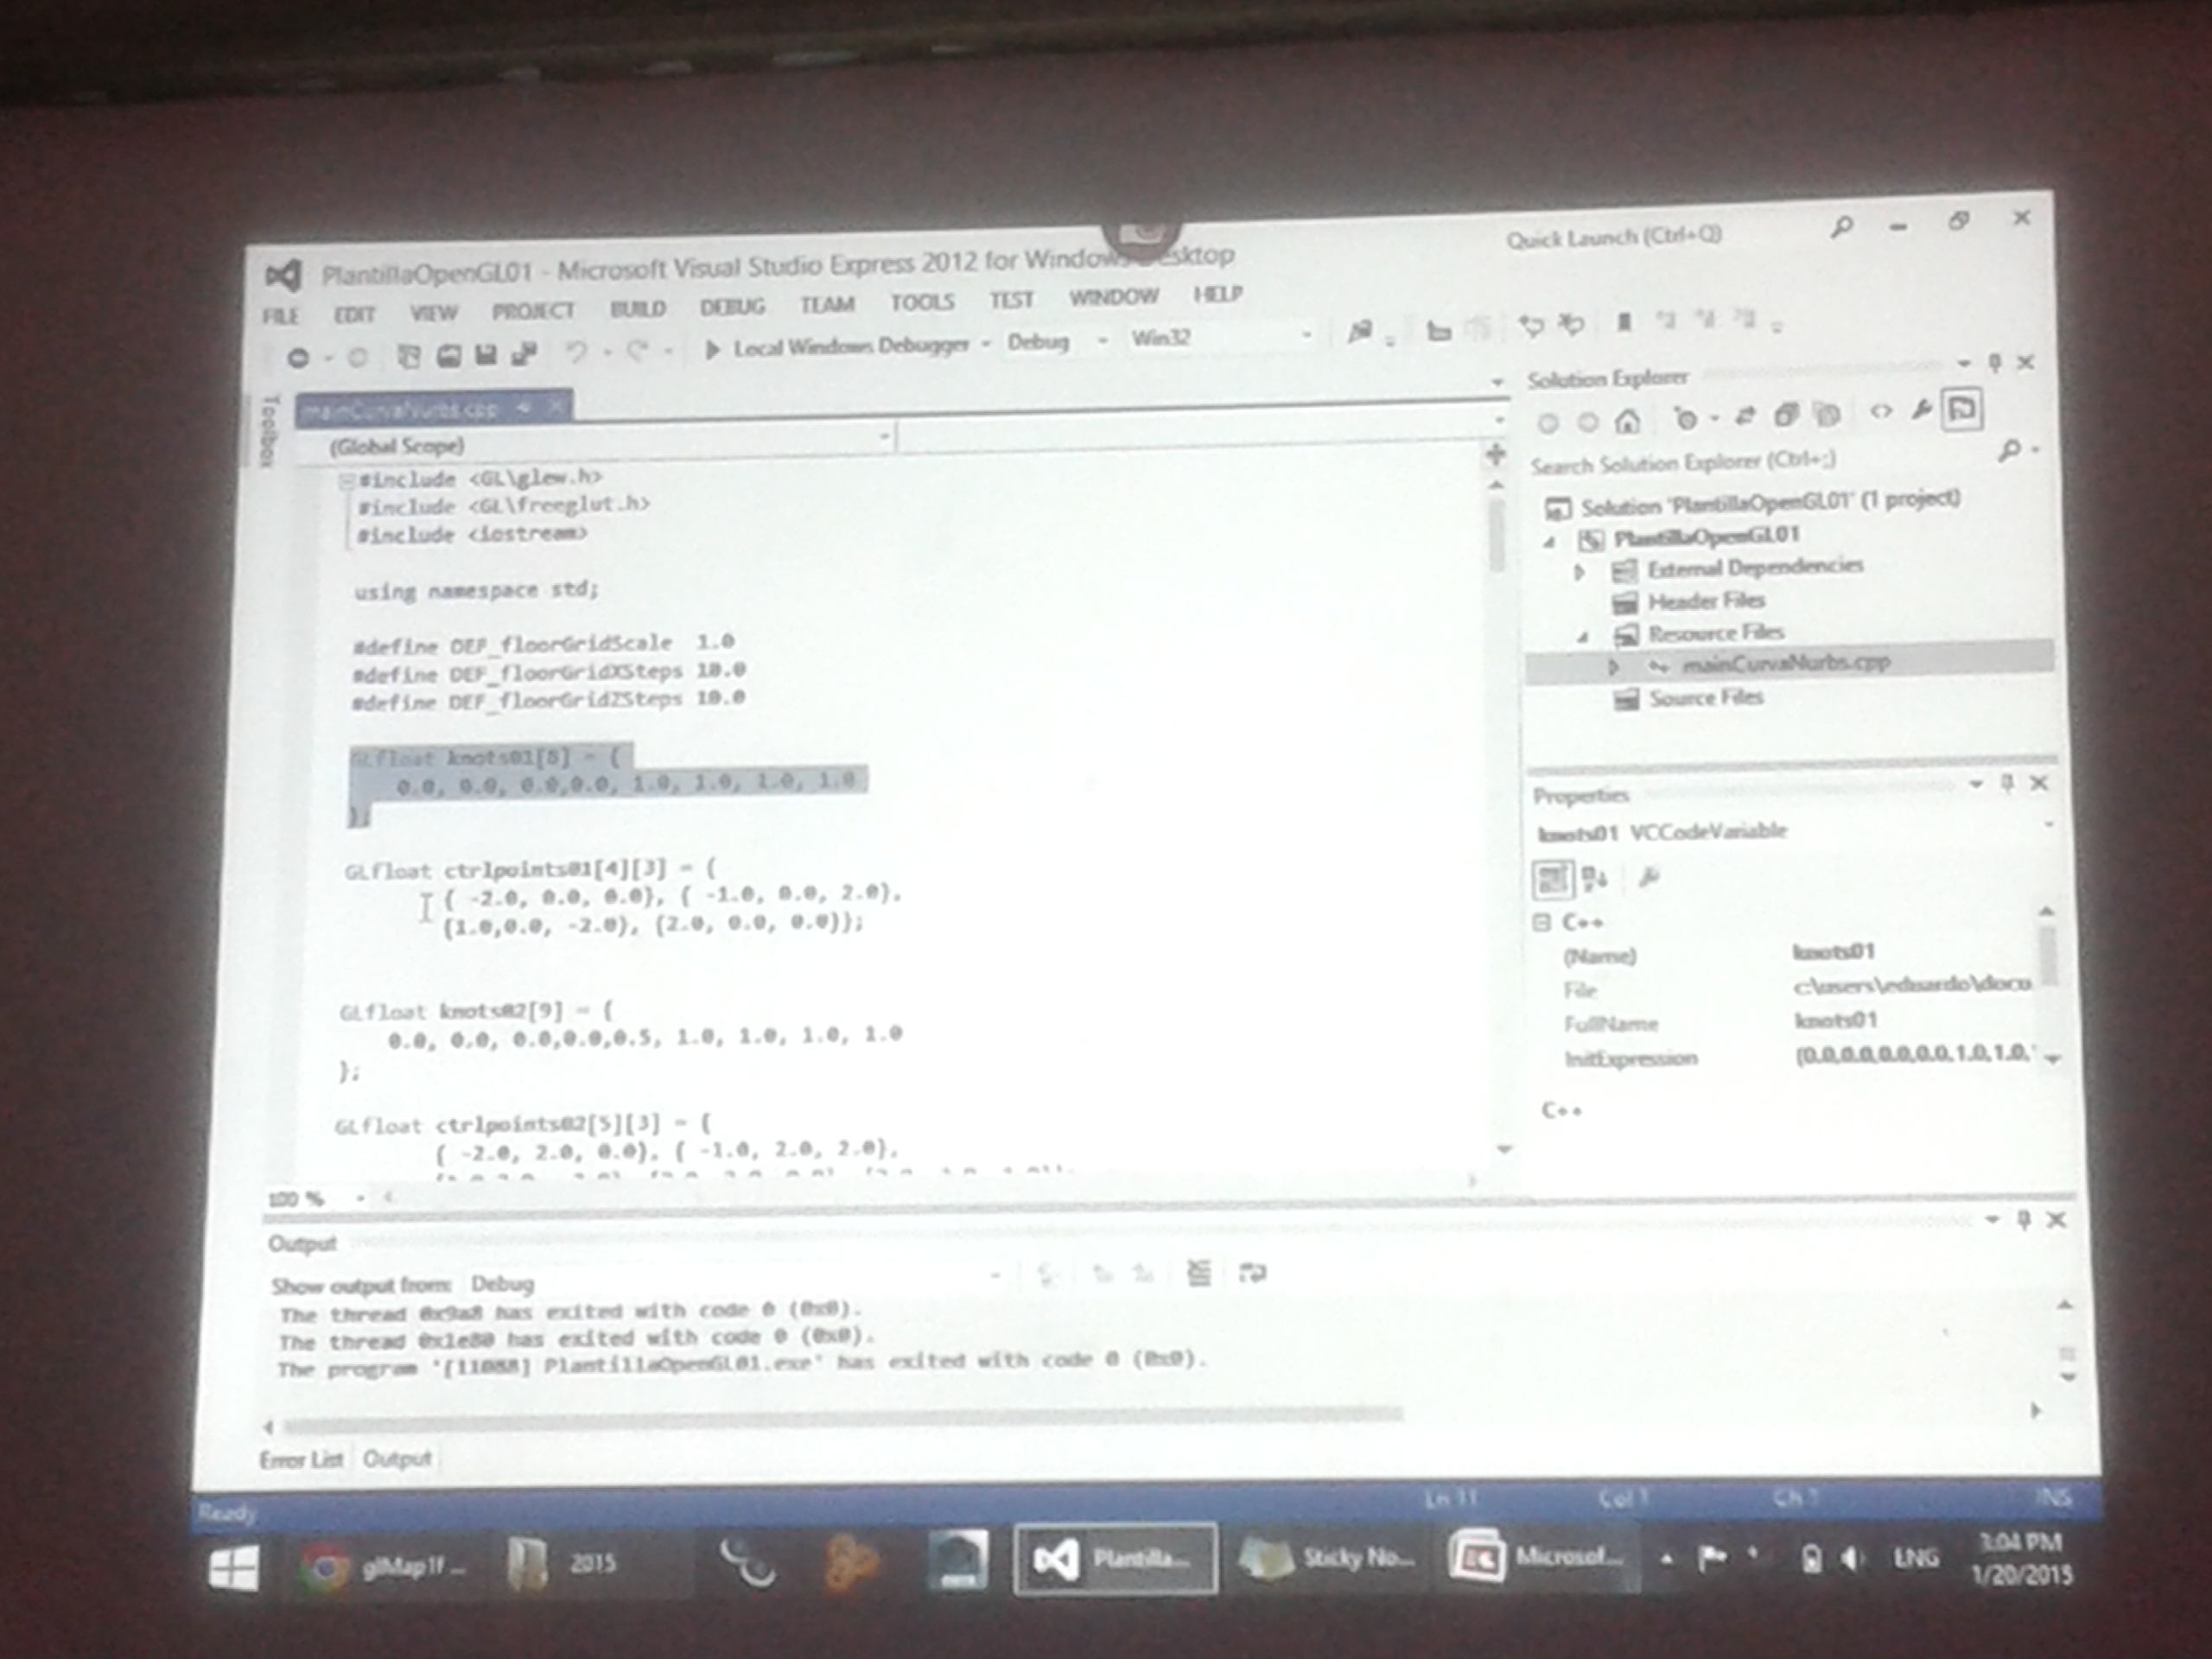 PlantillaOpenGL01 - Microsoft Visual Studio Express 2012 for Windows Desktop
Quick Launch (Ctrl+Q)
FILE EDIT VIEW PROJECT BUILD DEBUG TEAM TOOLS TEST WINDOW HELP
Local Windows Debugger Debug Win32
Toolbox
mainCurvaNurbs.cpp
(Global Scope)
#include <GL\glew.h>
#include <GL\freeglut.h>
#include <iostream>
using namespace std;
#define DEF_floorGridScale 1.0
#define DEF_floorGridXSteps 10.0
#define DEF_floorGridZSteps 10.0
GLfloat knots01[8] = {
0.0, 0.0, 0.0,0.0, 1.0, 1.0, 1.0, 1.0
};
GLfloat ctrlpoints01[4][3] = {
{ -2.0, 0.0, 0.0}, { -1.0, 0.0, 2.0},
{1.0,0.0, -2.0}, {2.0, 0.0, 0.0}};
GLfloat knots02[9] = {
0.0, 0.0, 0.0,0.0,0.5, 1.0, 1.0, 1.0, 1.0
};
GLfloat ctrlpoints02[5][3] = {
{ -2.0, 2.0, 0.0}, { -1.0, 2.0, 2.0},
100 %
Solution Explorer
Search Solution Explorer (Ctrl+;)
Solution 'PlantillaOpenGL01' (1 project)
PlantillaOpenGL01
External Dependencies
Header Files
Resource Files
mainCurvaNurbs.cpp
Source Files
Properties
knots01 VCCodeVariable
C++
(Name) knots01
File c:\users\eduardo\docu
FullName knots01
InitExpression {0.0,0.0,0.0,0.0,1.0,1.0,
C++
Output
Show output from: Debug
The thread 0x9a8 has exited with code 0 (0x0).
The thread 0x1e80 has exited with code 0 (0x0).
The program '[11088] PlantillaOpenGL01.exe' has exited with code 0 (0x0).
Error List Output
Ready Ln 11 Col 1 Ch 1 INS
glMap1f ... 2015 Plantilla... Sticky No... Microsof... ENG 3:04 PM
1/20/2015